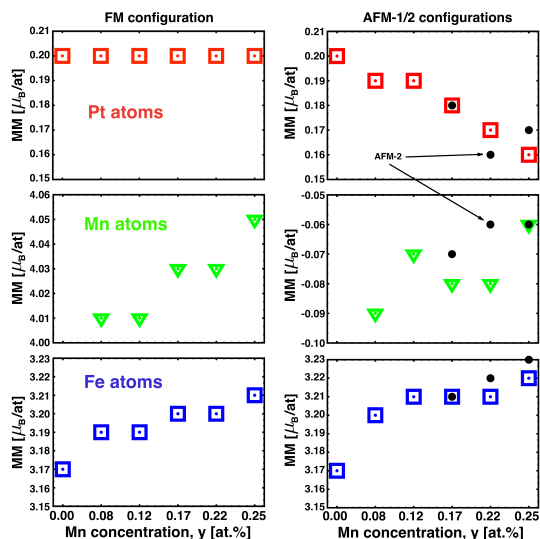 FM configuration
AFM-1/2 configurations
MM [μB/at]
0.21
0.20
0.19
0.18
0.17
0.16
0.15
Pt atoms
MM [μB/at]
0.21
0.20
0.19
0.18
0.17
0.16
0.15
AFM-2
MM [μB/at]
4.06
4.05
4.04
4.03
4.02
4.01
4.00
Mn atoms
MM [μB/at]
-0.05
-0.06
-0.07
-0.08
-0.09
-0.10
MM [μB/at]
3.23
3.22
3.21
3.20
3.19
3.18
3.17
3.16
3.15
Fe atoms
0.00 0.08 0.12 0.17 0.22 0.25
Mn concentration, y [at.%]
MM [μB/at]
3.23
3.22
3.21
3.20
3.19
3.18
3.17
3.16
3.15
0.00 0.08 0.12 0.17 0.22 0.25
Mn concentration, y [at.%]